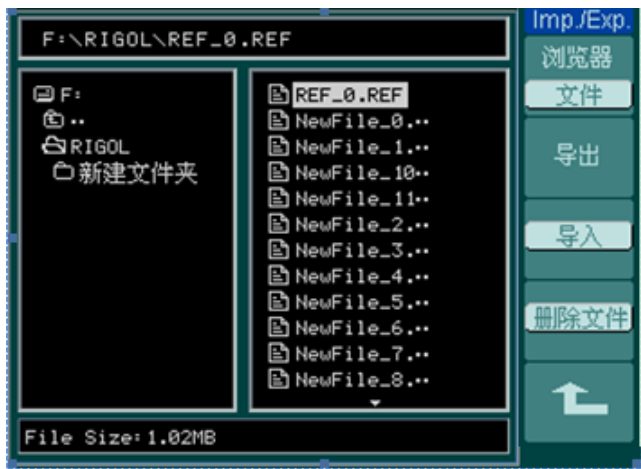 F:\RIGOL\REF_0.REF
F:
..
RIGOL
新建文件夹
REF_0.REF
NewFile_0...
NewFile_1...
NewFile_10..
NewFile_11..
NewFile_2...
NewFile_3...
NewFile_4...
NewFile_5...
NewFile_6...
NewFile_7...
NewFile_8...
File Size:1.02MB
Imp./Exp.
浏览器
文件
导出
导入
删除文件